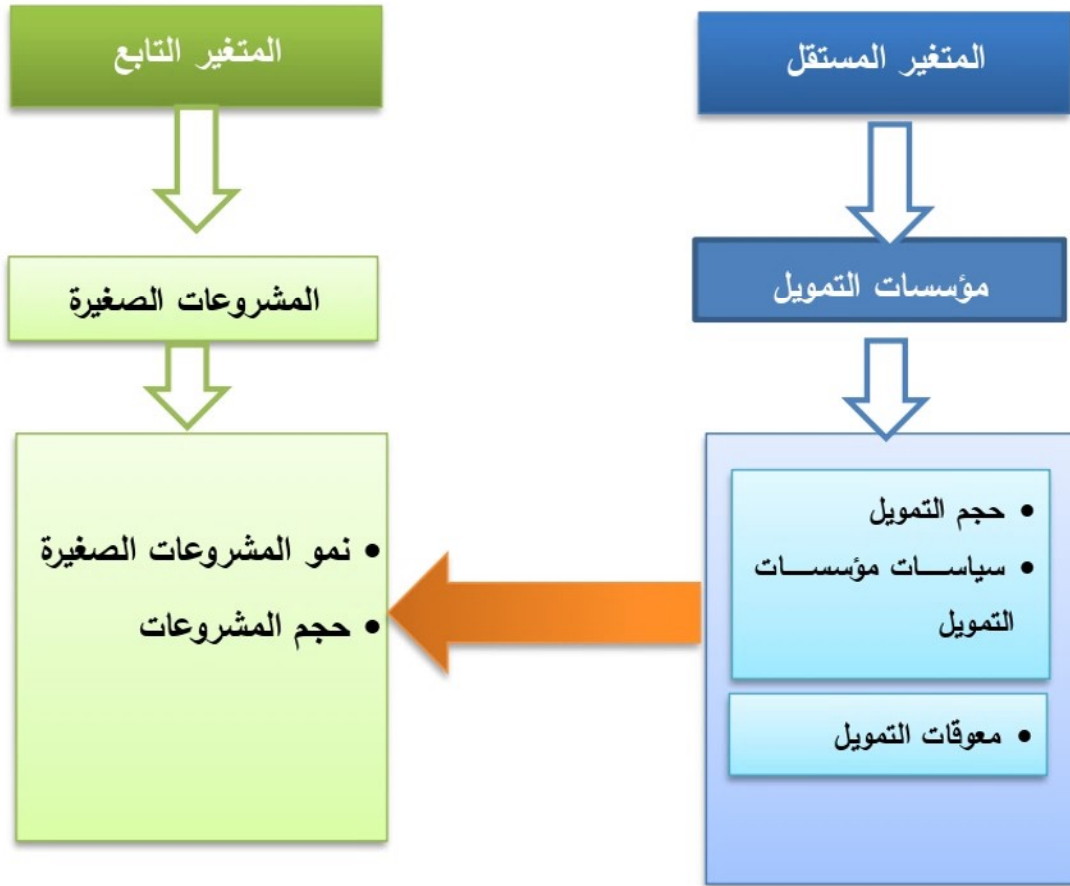 المتغير المستقل
المتغير التابع
مؤسسات التمويل
المشروعات الصغيرة
• حجم التمويل
• سياسات مؤسسات
التمويل
• معوقات التمويل
• نمو المشروعات الصغيرة
• حجم المشروعات